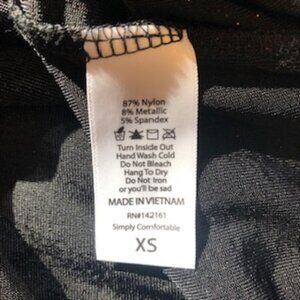 87% Nylon
8% Metallic
5% Spandex
Turn Inside Out
Hand Wash Cold
Do Not Bleach
Hang To Dry
Do Not Iron
or you'll be sad
MADE IN VIETNAM
RN#142161
Simply Comfortable
XS